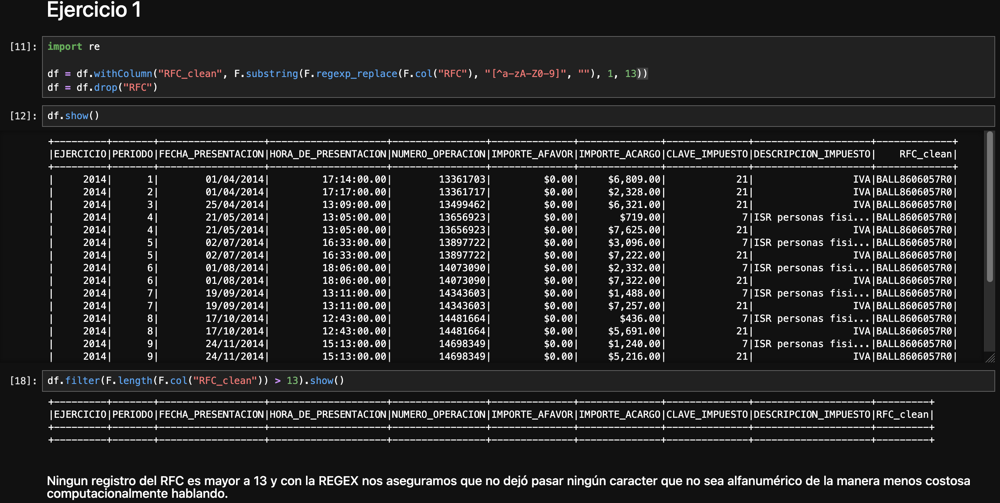 Ejercicio 1
[11]: import re
df = df.withColumn("RFC_clean", F.substring(F.regexp_replace(F.col("RFC"), "[^a-zA-Z0-9]", ""), 1, 13))
df = df.drop("RFC")
[12]: df.show()
+---------+-------+------------------+--------------------+----------------+--------------+--------------+--------------+--------------------+-------------+
|EJERCICIO|PERIODO|FECHA_PRESENTACION|HORA_DE_PRESENTACION|NUMERO_OPERACION|IMPORTE_AFAVOR|IMPORTE_ACARGO|CLAVE_IMPUESTO|DESCRIPCION_IMPUESTO|    RFC_clean|
+---------+-------+------------------+--------------------+----------------+--------------+--------------+--------------+--------------------+-------------+
|     2014|      1|        01/04/2014|         17:14:00.00|        13361703|         $0.00|     $6,809.00|            21|                 IVA|BALL8606057R0|
|     2014|      2|        01/04/2014|         17:17:00.00|        13361717|         $0.00|     $2,328.00|            21|                 IVA|BALL8606057R0|
|     2014|      3|        25/04/2014|         13:09:00.00|        13499462|         $0.00|     $6,321.00|            21|                 IVA|BALL8606057R0|
|     2014|      4|        21/05/2014|         13:05:00.00|        13656923|         $0.00|       $719.00|             7|ISR personas fisi...|BALL8606057R0|
|     2014|      4|        21/05/2014|         13:05:00.00|        13656923|         $0.00|     $7,625.00|            21|                 IVA|BALL8606057R0|
|     2014|      5|        02/07/2014|         16:33:00.00|        13897722|         $0.00|     $3,096.00|             7|ISR personas fisi...|BALL8606057R0|
|     2014|      5|        02/07/2014|         16:33:00.00|        13897722|         $0.00|     $7,222.00|            21|                 IVA|BALL8606057R0|
|     2014|      6|        01/08/2014|         18:06:00.00|        14073090|         $0.00|     $2,332.00|             7|ISR personas fisi...|BALL8606057R0|
|     2014|      6|        01/08/2014|         18:06:00.00|        14073090|         $0.00|     $7,322.00|            21|                 IVA|BALL8606057R0|
|     2014|      7|        19/09/2014|         13:11:00.00|        14343603|         $0.00|     $1,488.00|             7|ISR personas fisi...|BALL8606057R0|
|     2014|      7|        19/09/2014|         13:11:00.00|        14343603|         $0.00|     $7,257.00|            21|                 IVA|BALL8606057R0|
|     2014|      8|        17/10/2014|         12:43:00.00|        14481664|         $0.00|       $436.00|             7|ISR personas fisi...|BALL8606057R0|
|     2014|      8|        17/10/2014|         12:43:00.00|        14481664|         $0.00|     $5,691.00|            21|                 IVA|BALL8606057R0|
|     2014|      9|        24/11/2014|         15:13:00.00|        14698349|         $0.00|     $1,240.00|             7|ISR personas fisi...|BALL8606057R0|
|     2014|      9|        24/11/2014|         15:13:00.00|        14698349|         $0.00|     $5,216.00|            21|                 IVA|BALL8606057R0|
[18]: df.filter(F.length(F.col("RFC_clean")) > 13).show()
+---------+-------+------------------+--------------------+----------------+--------------+--------------+--------------+--------------------+---------+
|EJERCICIO|PERIODO|FECHA_PRESENTACION|HORA_DE_PRESENTACION|NUMERO_OPERACION|IMPORTE_AFAVOR|IMPORTE_ACARGO|CLAVE_IMPUESTO|DESCRIPCION_IMPUESTO|RFC_clean|
+---------+-------+------------------+--------------------+----------------+--------------+--------------+--------------+--------------------+---------+
+---------+-------+------------------+--------------------+----------------+--------------+--------------+--------------+--------------------+---------+
Ningun registro del RFC es mayor a 13 y con la REGEX nos aseguramos que no dejó pasar ningún caracter que no sea alfanumérico de la manera menos costosa
computacionalmente hablando.